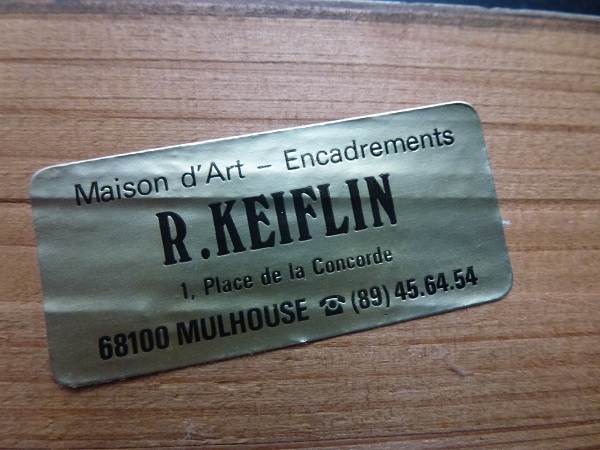 Maison d'Art - Encadrements
R.KEIFLIN
1, Place de la Concorde
68100 MULHOUSE ☎ (89) 45.64.54